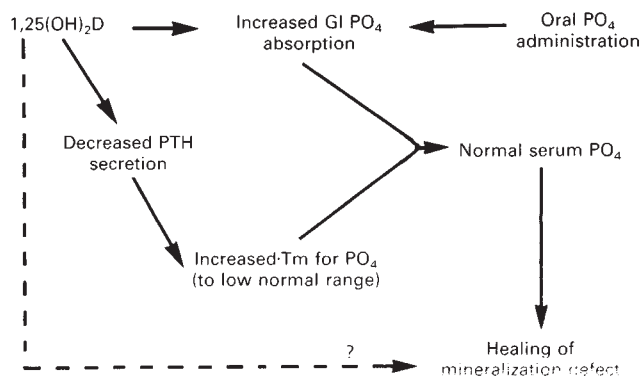 1,25(OH)₂D
Increased GI PO₄
absorption
Oral PO₄
administration
Decreased PTH
secretion
Normal serum PO₄
Increased·Tm for PO₄
(to low normal range)
?
Healing of
mineralization defect